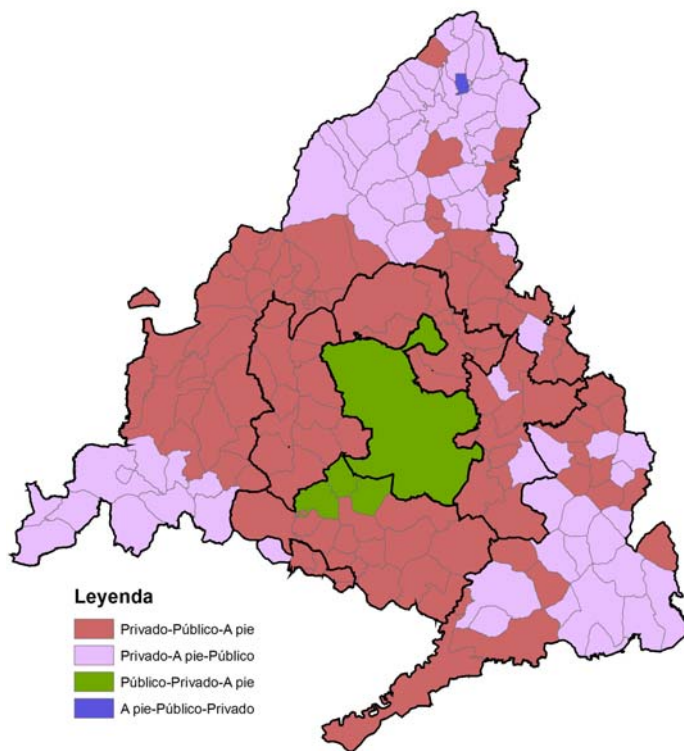 Leyenda
Privado-Público-A pie
Privado-A pie-Público
Público-Privado-A pie
A pie-Público-Privado